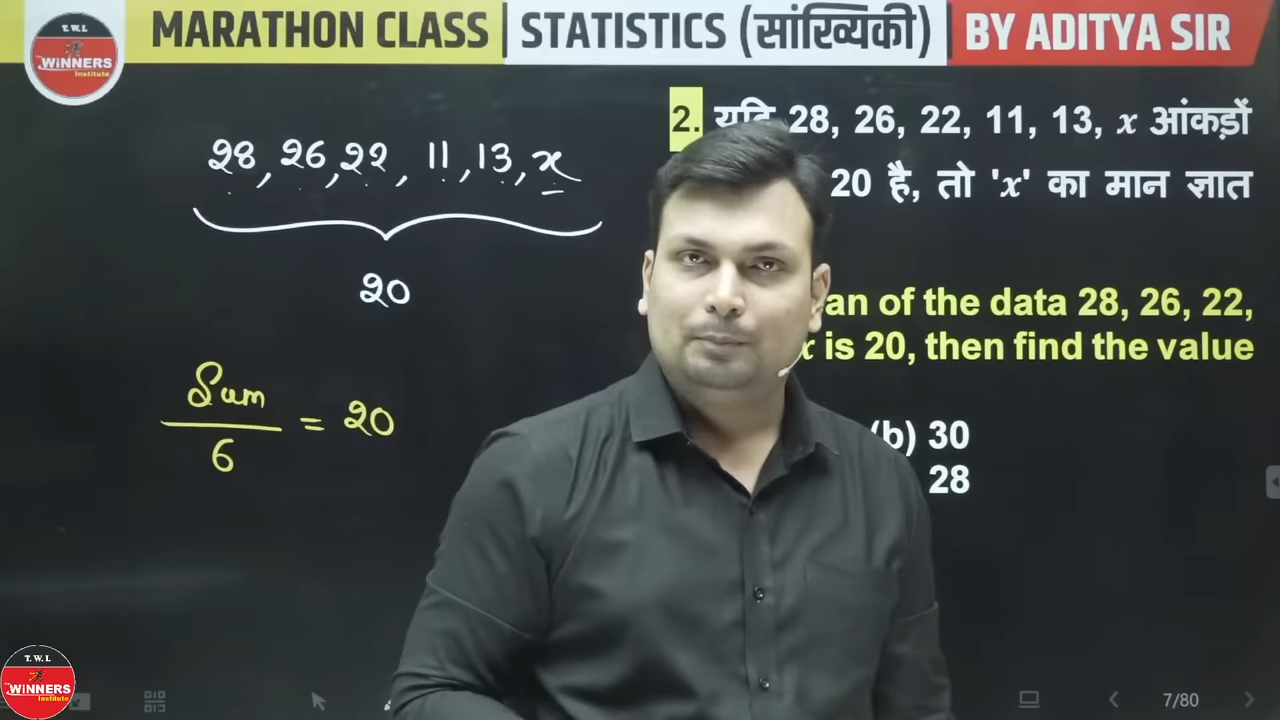 MARATHON CLASS STATISTICS (सांख्यिकी) BY ADITYA SIR
T.W.I.
WiNNERS
Institute
2. यदि 28, 26, 22, 11, 13, x आंकड़ों
20 है, तो 'x' का मान ज्ञात
28, 26, 22, 11, 13, x
20
an of the data 28, 26, 22,
x is 20, then find the value
Sum
6
= 20
(b) 30
28
T.W.I.
WiNNERS
Institute
7/80